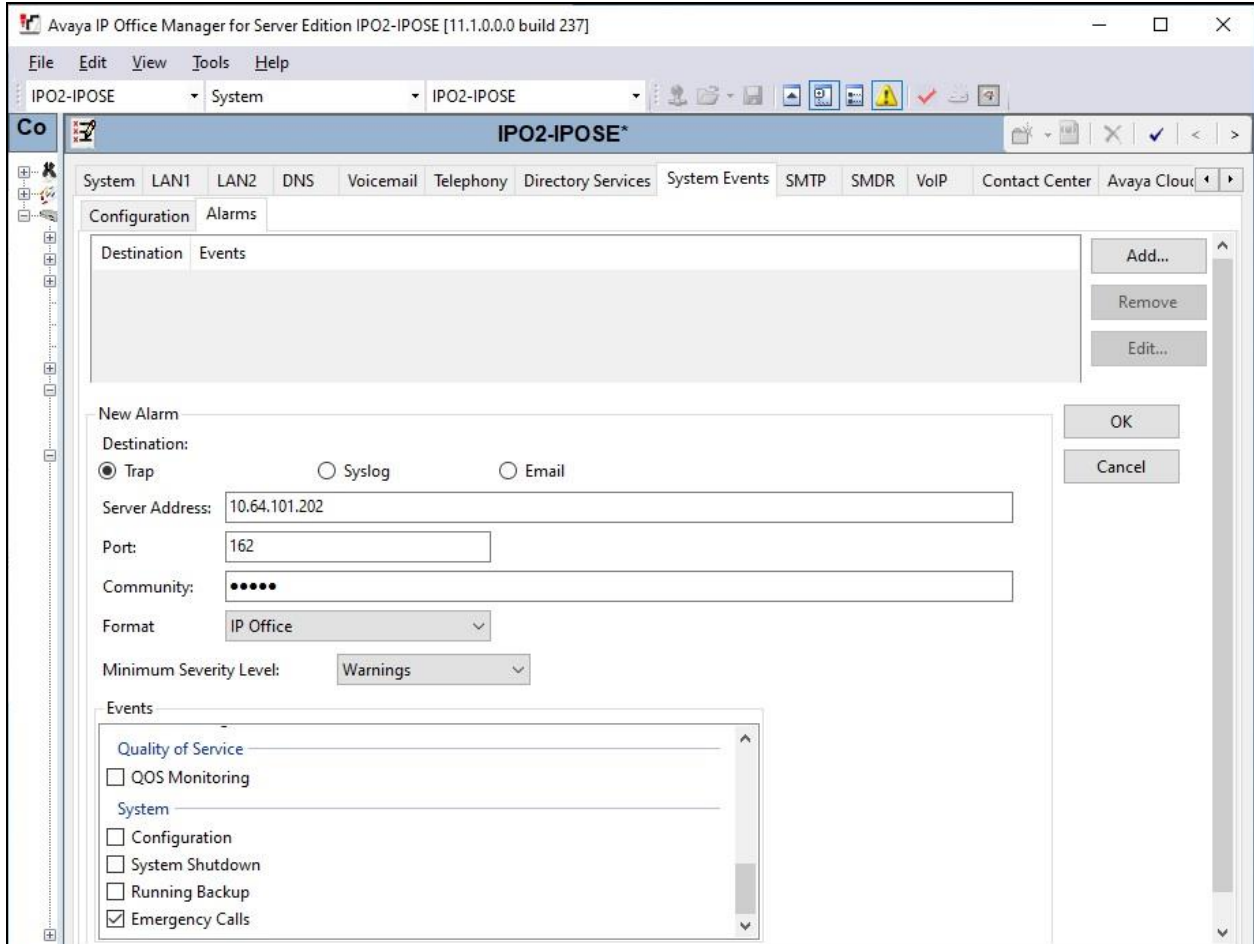 Avaya IP Office Manager for Server Edition IPO2-IPOSE [11.1.0.0.0 build 237]
File Edit View Tools Help
IPO2-IPOSE System IPO2-IPOSE
Co IPO2-IPOSE*
System LAN1 LAN2 DNS Voicemail Telephony Directory Services System Events SMTP SMDR VoIP Contact Center Avaya Cloud
Configuration Alarms
Destination Events
Add...
Remove
Edit...
New Alarm
OK
Destination:
Trap Syslog Email
Cancel
Server Address: 10.64.101.202
Port: 162
Community: •••••
Format IP Office
Minimum Severity Level: Warnings
Events
Quality of Service
QOS Monitoring
System
Configuration
System Shutdown
Running Backup
Emergency Calls